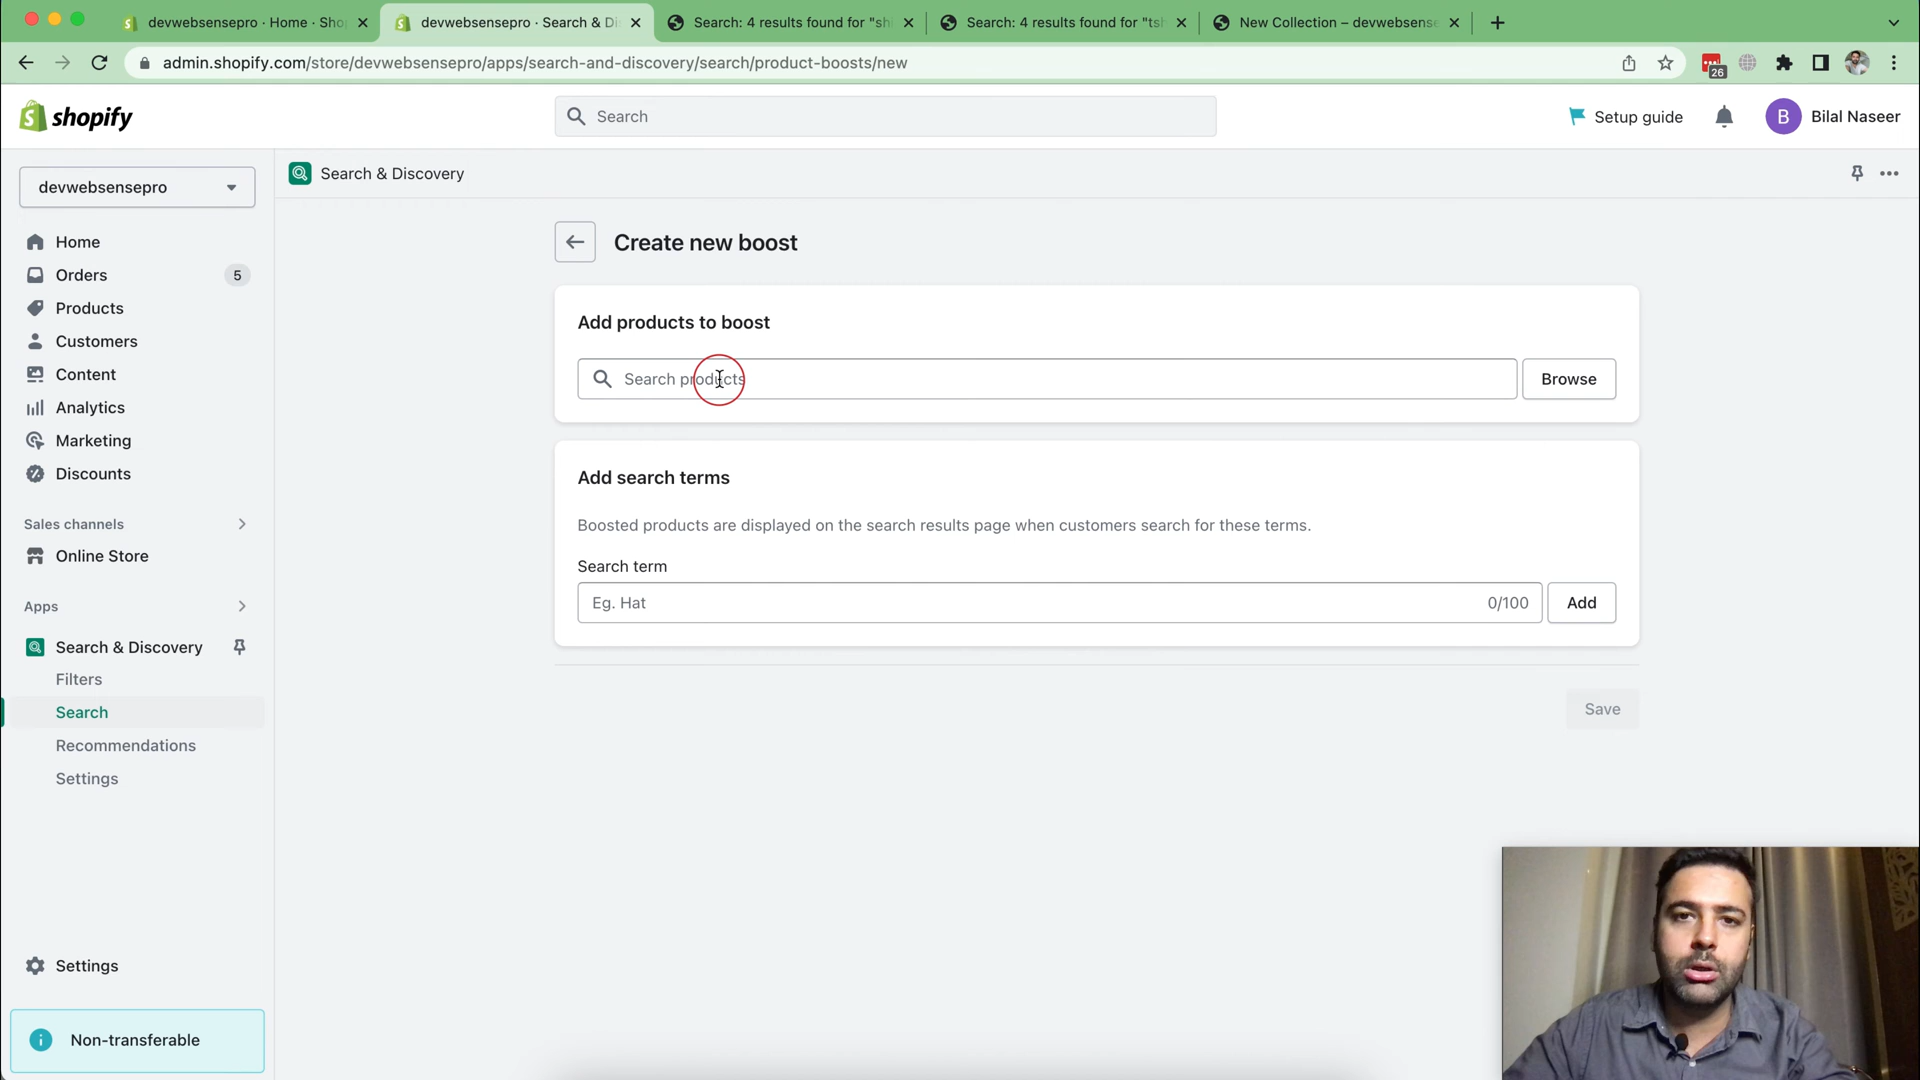 devwebsensepro · Home · Sho
devwebsensepro · Search & Di
Search: 4 results found for "shi
Search: 4 results found for "tsh
New Collection – devwebsense
admin.shopify.com/store/devwebsensepro/apps/search-and-discovery/search/product-boosts/new
26
shopify
Search
Setup guide
B
Bilal Naseer
devwebsensepro
Search & Discovery
Home
Orders
5
Products
Customers
Content
Analytics
Marketing
Discounts
Sales channels
Online Store
Apps
Search & Discovery
Filters
Search
Recommendations
Settings
Settings
Non-transferable
Create new boost
Add products to boost
Search products
Browse
Add search terms
Boosted products are displayed on the search results page when customers search for these terms.
Search term
Eg. Hat
0/100
Add
Save